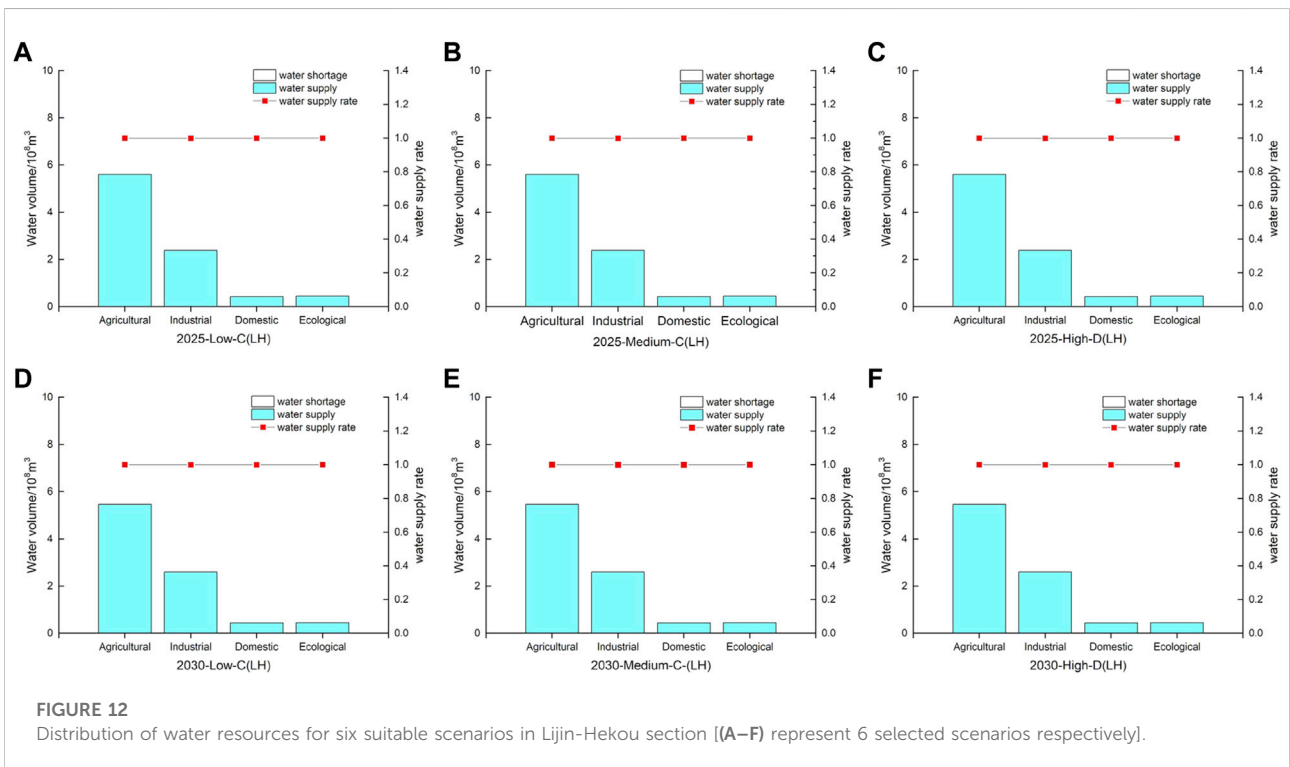 A
10
8
6
4
2
0
Water volume/10⁸m³
1.4
1.2
1.0
0.8
0.6
0.4
0.2
0.0
water supply rate
water shortage
water supply
water supply rate
Agricultural Industrial Domestic Ecological
2025-Low-C(LH)
B
10
8
6
4
2
0
Water volume/10⁸m³
1.4
1.2
1.0
0.8
0.6
0.4
0.2
0.0
water supply rate
water shortage
water supply
water supply rate
Agricultural Industrial Domestic Ecological
2025-Medium-C(LH)
C
10
8
6
4
2
0
Water volume/10⁸m³
1.4
1.2
1.0
0.8
0.6
0.4
0.2
0.0
water supply rate
water shortage
water supply
water supply rate
Agricultural Industrial Domestic Ecological
2025-High-D(LH)
D
10
8
6
4
2
0
Water volume/10⁸m³
1.4
1.2
1.0
0.8
0.6
0.4
0.2
0.0
water supply rate
water shortage
water supply
water supply rate
Agricultural Industrial Domestic Ecological
2030-Low-C(LH)
E
10
8
6
4
2
0
Water volume/10⁸m³
1.4
1.2
1.0
0.8
0.6
0.4
0.2
0.0
water supply rate
water shortage
water supply
water supply rate
Agricultural Industrial Domestic Ecological
2030-Medium-C-(LH)
F
10
8
6
4
2
0
Water volume/10⁸m³
1.4
1.2
1.0
0.8
0.6
0.4
0.2
0.0
water supply rate
water shortage
water supply
water supply rate
Agricultural Industrial Domestic Ecological
2030-High-D(LH)
FIGURE 12
Distribution of water resources for six suitable scenarios in Lijin-Hekou section [(A–F) represent 6 selected scenarios respectively].